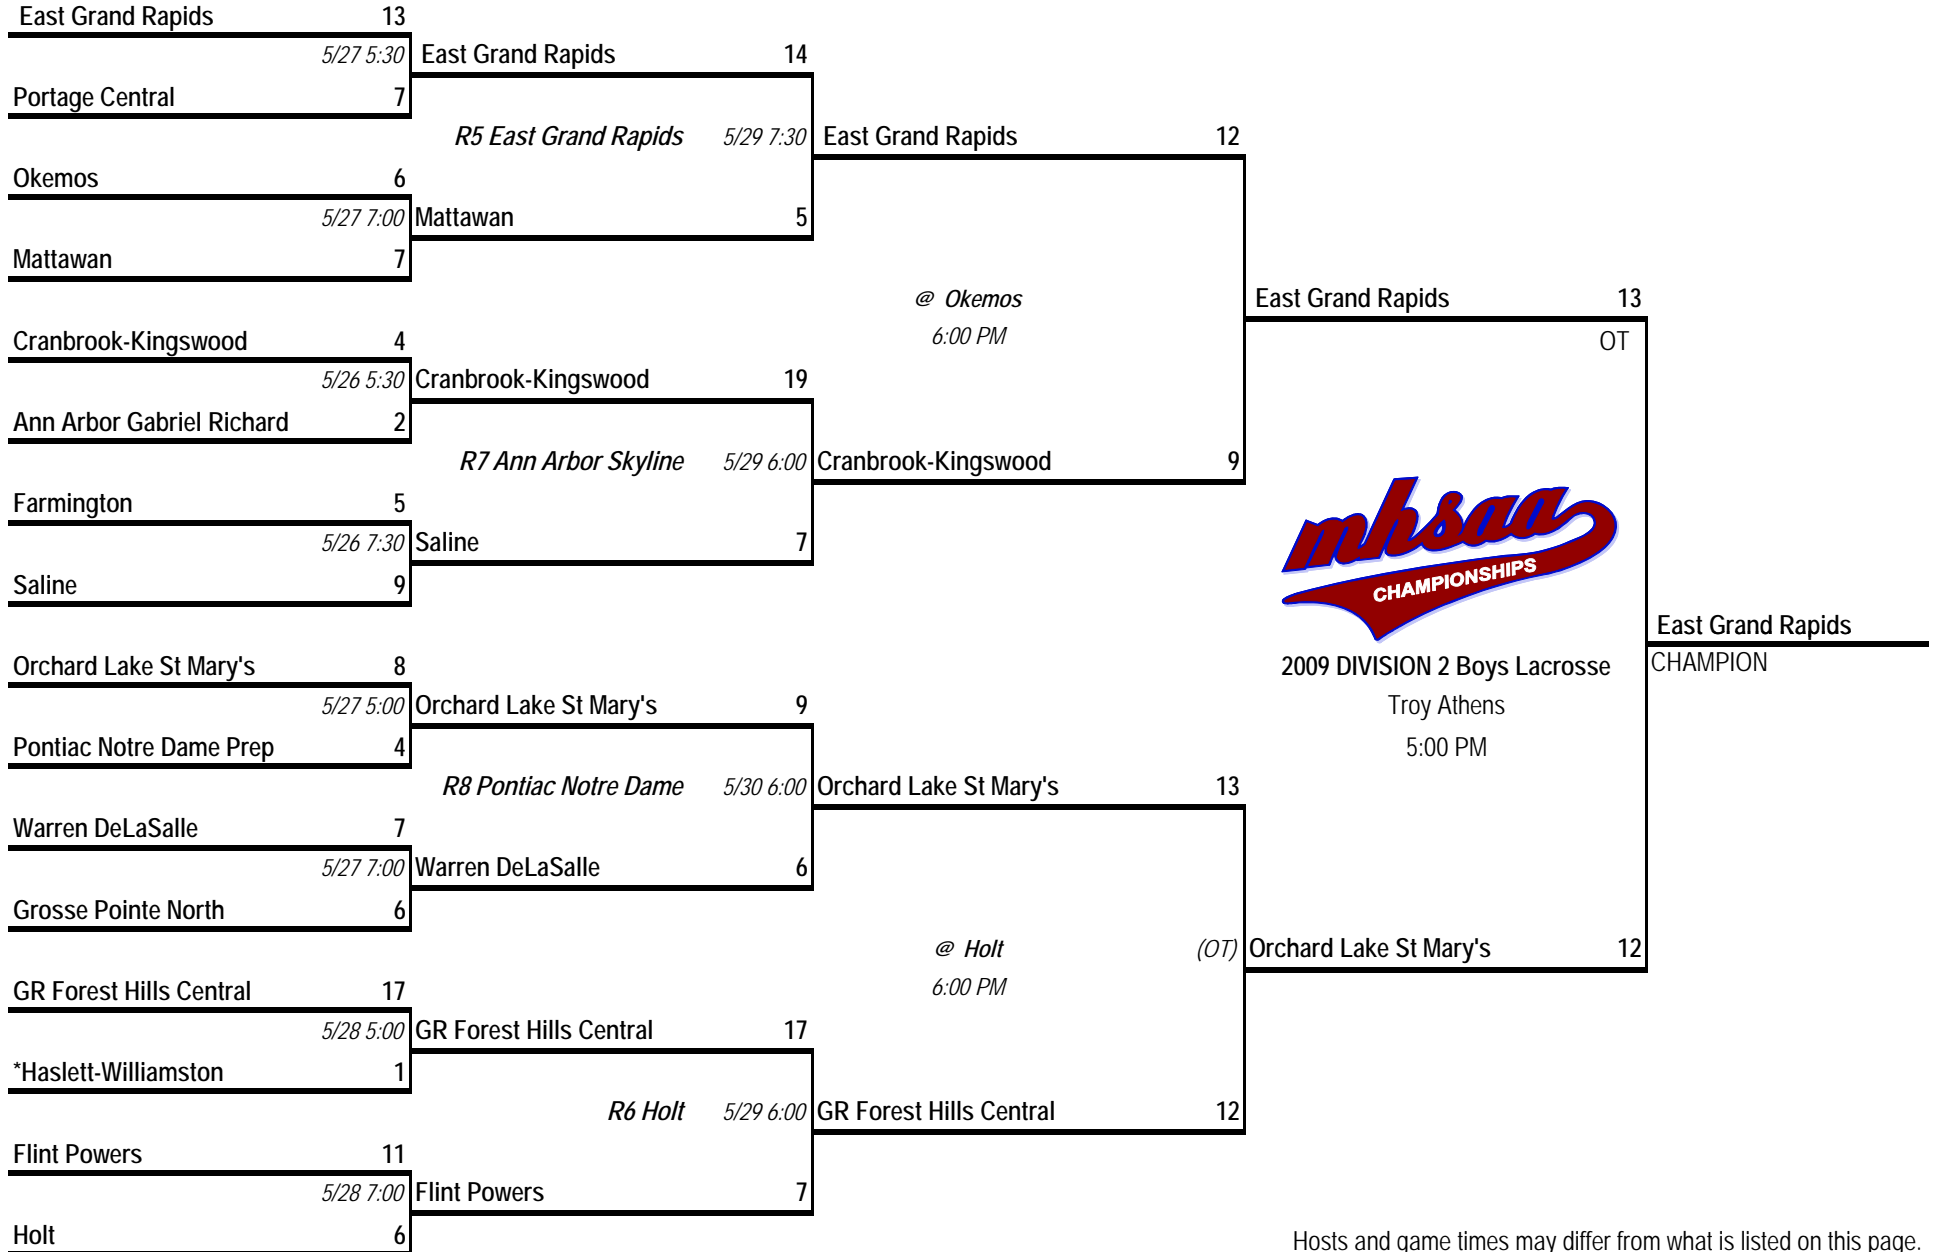 East Grand Rapids 13
5/27 5:30 East Grand Rapids 14
Portage Central 7
R5 East Grand Rapids 5/29 7:30 East Grand Rapids 12
Okemos 6
5/27 7:00 Mattawan 5
Mattawan 7
@ Okemos East Grand Rapids 13
Cranbrook-Kingswood 4 6:00 PM OT
5/26 5:30 Cranbrook-Kingswood 19
Ann Arbor Gabriel Richard 2
R7 Ann Arbor Skyline 5/29 6:00 Cranbrook-Kingswood 9
Farmington 5
mhsaa
5/26 7:30 Saline 7
CHAMPIONSHIPS
Saline 9
East Grand Rapids
Orchard Lake St Mary's 8 2009 DIVISION 2 Boys Lacrosse CHAMPION
5/27 5:00 Orchard Lake St Mary's 9 Troy Athens
Pontiac Notre Dame Prep 4 5:00 PM
R8 Pontiac Notre Dame 5/30 6:00 Orchard Lake St Mary's 13
Warren DeLaSalle 7
5/27 7:00 Warren DeLaSalle 6
Grosse Pointe North 6
@ Holt (OT) Orchard Lake St Mary's 12
GR Forest Hills Central 17 6:00 PM
5/28 5:00 GR Forest Hills Central 17
*Haslett-Williamston 1
R6 Holt 5/29 6:00 GR Forest Hills Central 12
Flint Powers 11
5/28 7:00 Flint Powers 7
Holt 6
Hosts and game times may differ from what is listed on this page.